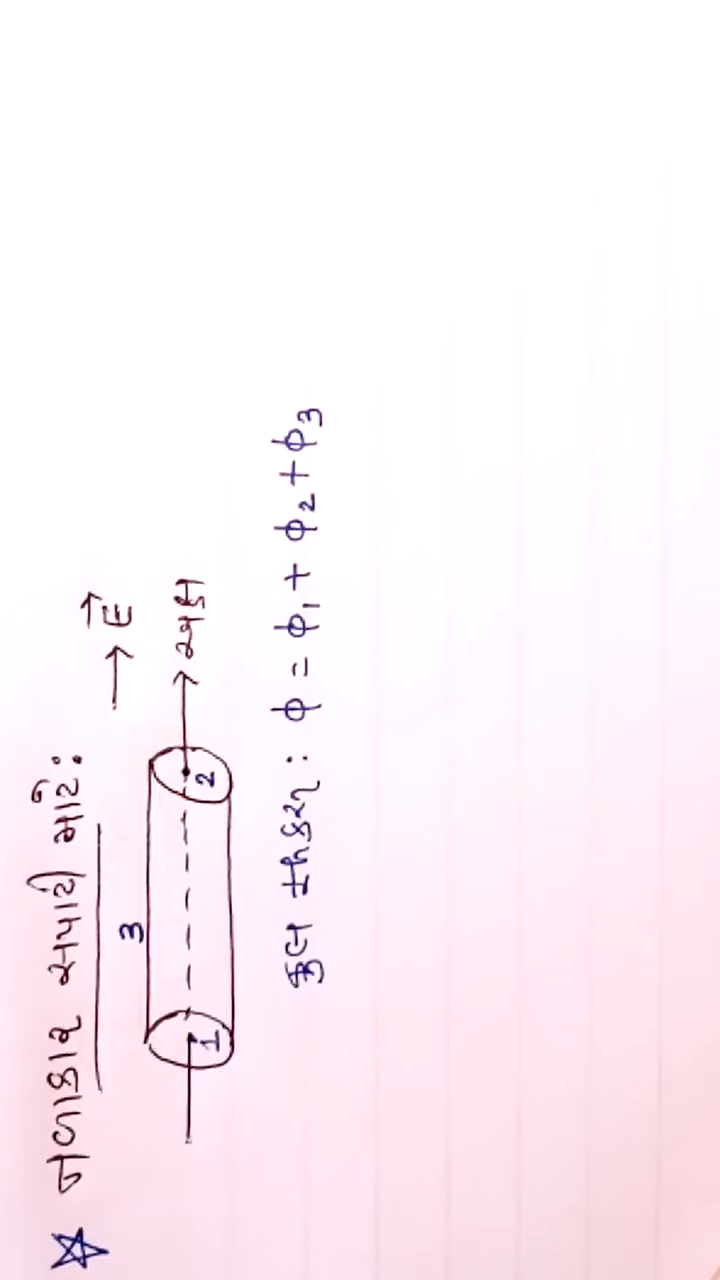 ☆ નળાકાર સપાટી માટે:
→ E⃗
3
1
2
→ અક્ષ
કુલ ફ્લક્સ : ϕ = ϕ₁ + ϕ₂ + ϕ₃